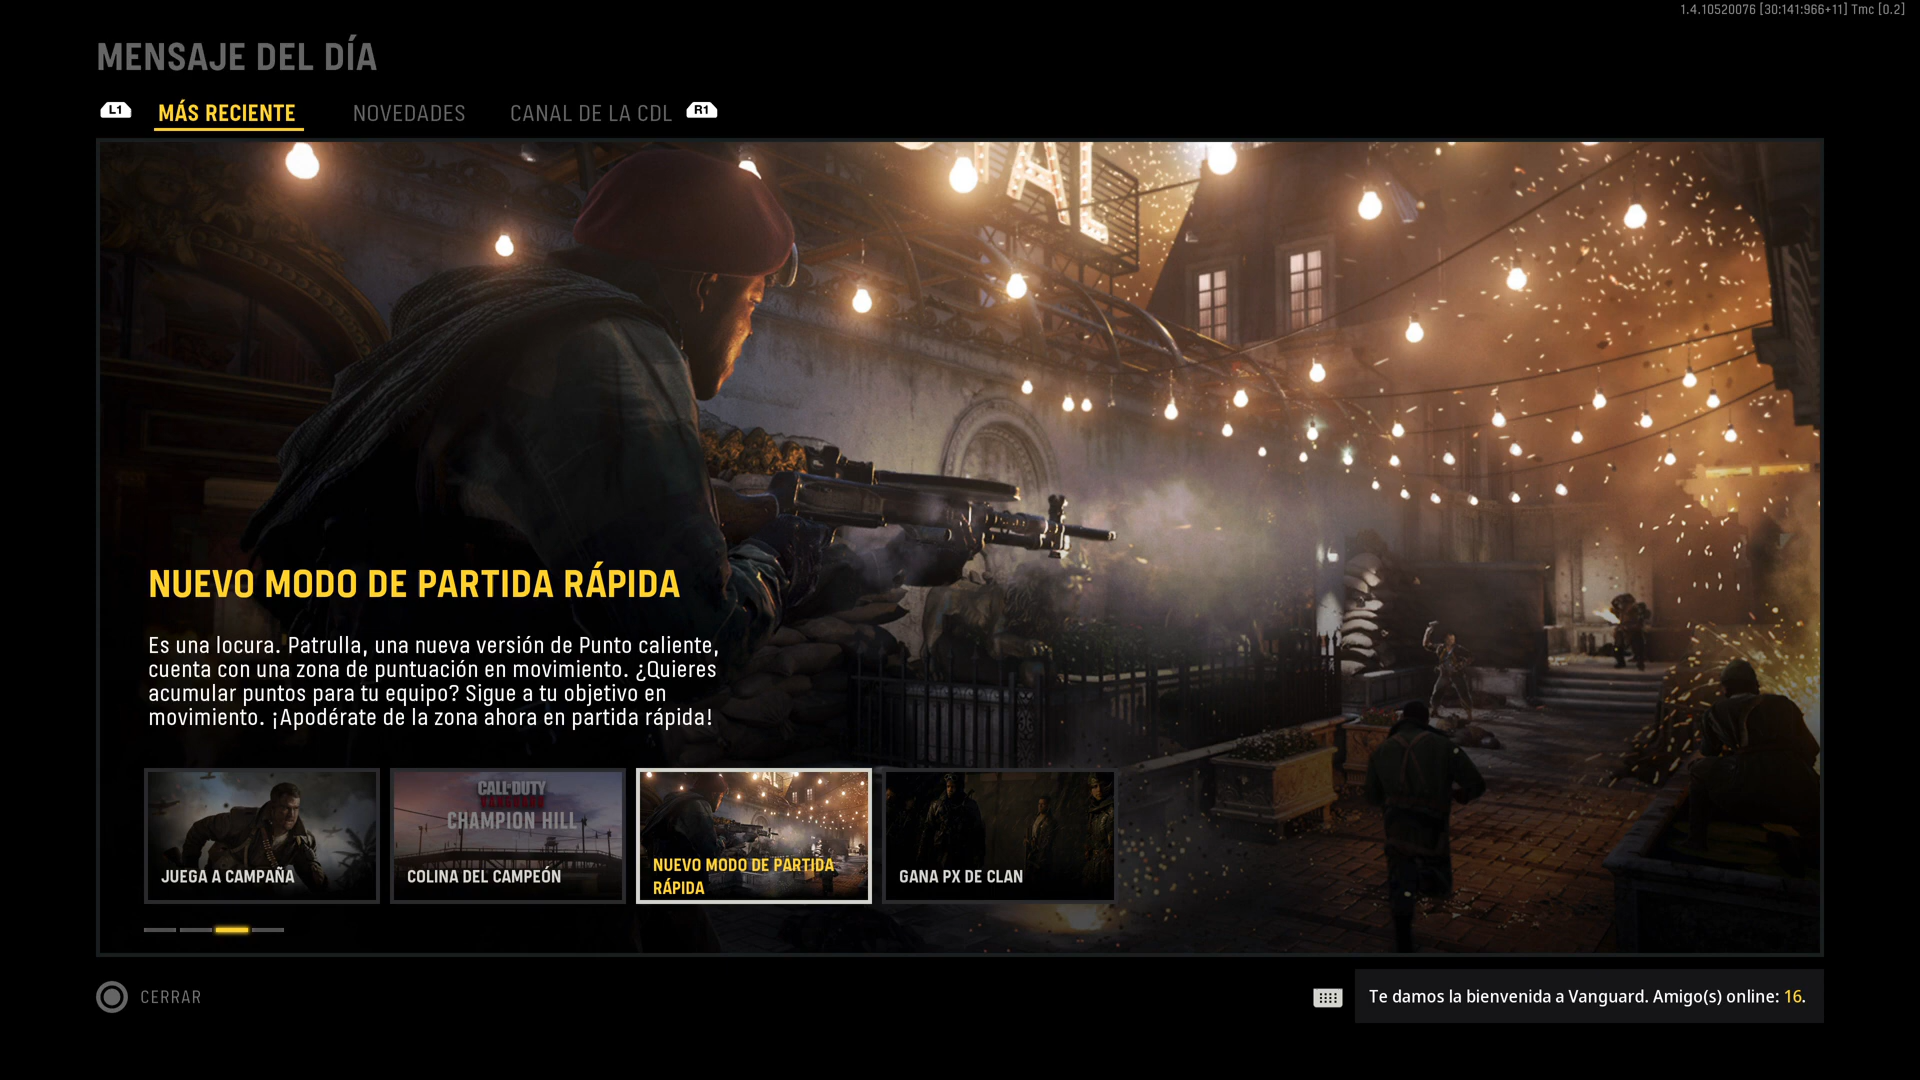 1.4.10520076 [30:141:966+11] Tmc [0.2]
MENSAJE DEL DÍA
L1 MÁS RECIENTE NOVEDADES CANAL DE LA CDL R1
NUEVO MODO DE PARTIDA RÁPIDA
Es una locura. Patrulla, una nueva versión de Punto caliente,
cuenta con una zona de puntuación en movimiento. ¿Quieres
acumular puntos para tu equipo? Sigue a tu objetivo en
movimiento. ¡Apodérate de la zona ahora en partida rápida!
JUEGA A CAMPAÑA
CALL OF DUTY
VANGUARD
CHAMPION HILL
COLINA DEL CAMPEÓN
NUEVO MODO DE PARTIDA
RÁPIDA
GANA PX DE CLAN
CERRAR
Te damos la bienvenida a Vanguard. Amigo(s) online: 16.